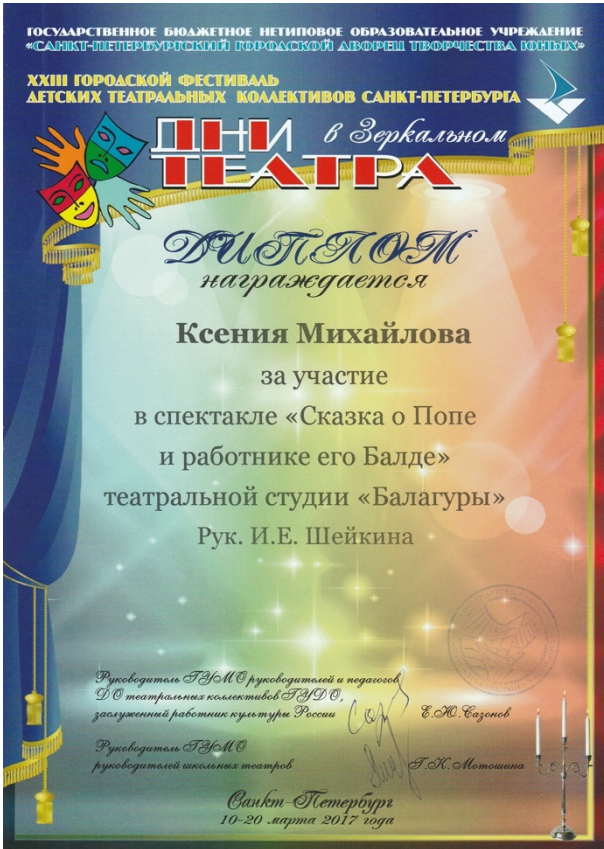 ГОСУДАРСТВЕННОЕ БЮДЖЕТНОЕ НЕТИПОВОЕ ОБРАЗОВАТЕЛЬНОЕ УЧРЕЖДЕНИЕ
«САНКТ-ПЕТЕРБУРГСКИЙ ГОРОДСКОЙ ДВОРЕЦ ТВОРЧЕСТВА ЮНЫХ»
XXIII ГОРОДСКОЙ ФЕСТИВАЛЬ
ДЕТСКИХ ТЕАТРАЛЬНЫХ КОЛЛЕКТИВОВ САНКТ-ПЕТЕРБУРГА
ДНИ в Зеркальном
ТЕАТРА
ДИПЛОМ
награждается
Ксения Михайлова
за участие
в спектакле «Сказка о Попе
и работнике его Балде»
театральной студии «Балагуры»
Рук. И.Е. Шейкина
Руководитель ГУМО руководителей и педагогов
ДО театральных коллективов ГУДО,
заслуженный работник культуры России Е.Ю.Сазонов
Руководитель ГУМО
руководителей школьных театров Г.К.Мотошина
Санкт-Петербург
10-20 марта 2017 года